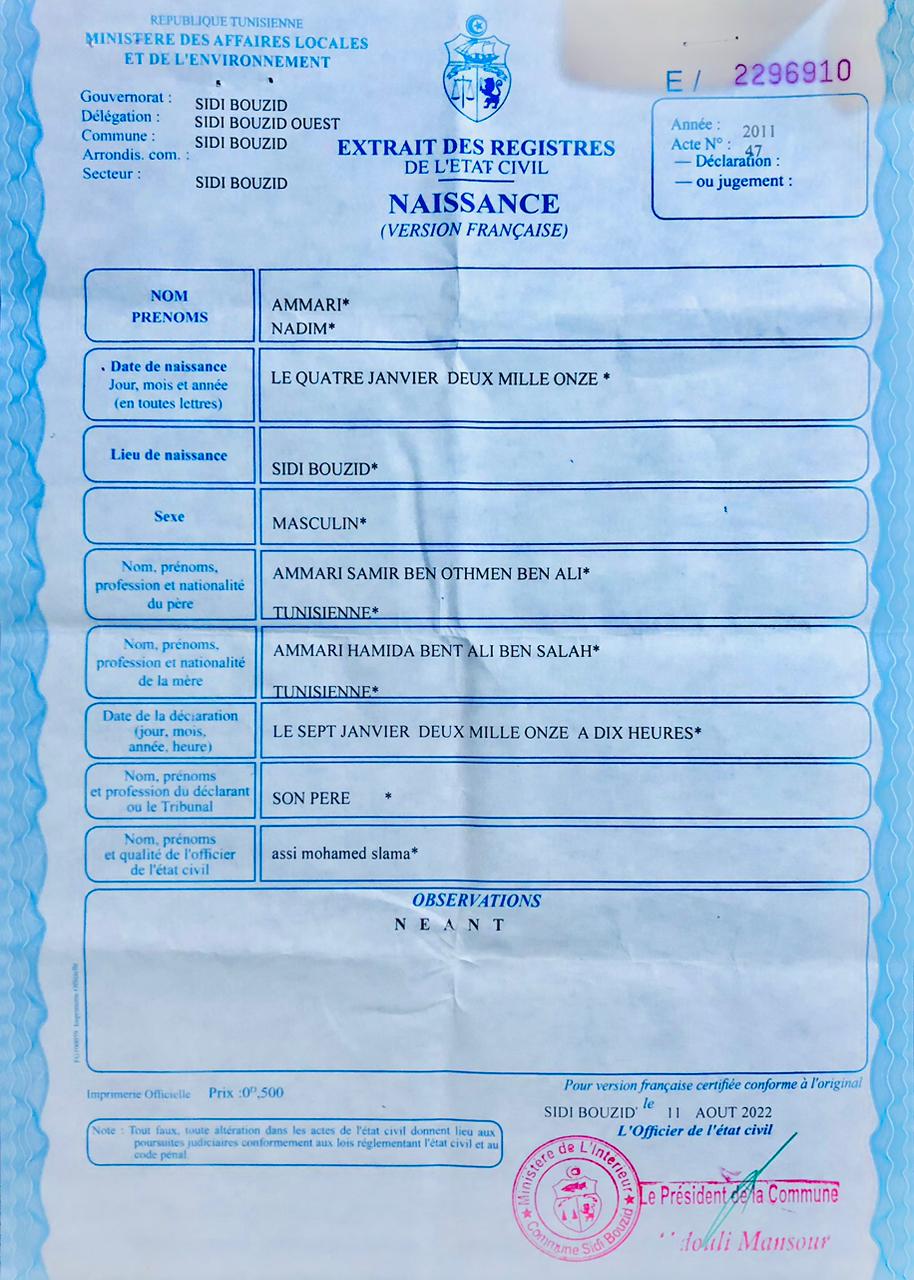 REPUBLIQUE TUNISIENNE
MINISTERE DES AFFAIRES LOCALES
ET DE L'ENVIRONNEMENT
E / 2296910
Gouvernorat : SIDI BOUZID
Délégation : SIDI BOUZID OUEST
Commune : SIDI BOUZID
Arrondis. com. :
Secteur : SIDI BOUZID
EXTRAIT DES REGISTRES
DE L'ETAT CIVIL
NAISSANCE
(VERSION FRANÇAISE)
Année : 2011
Acte N° : 47
— Déclaration :
— ou jugement :
NOM
PRENOMS
AMMARI*
NADIM*
Date de naissance
Jour, mois et année
(en toutes lettres)
LE QUATRE JANVIER DEUX MILLE ONZE *
Lieu de naissance
SIDI BOUZID*
Sexe
MASCULIN*
Nom, prénoms,
profession et nationalité
du père
AMMARI SAMIR BEN OTHMEN BEN ALI*
TUNISIENNE*
Nom, prénoms,
profession et nationalité
de la mère
AMMARI HAMIDA BENT ALI BEN SALAH*
TUNISIENNE*
Date de la déclaration
(jour, mois,
année, heure)
LE SEPT JANVIER DEUX MILLE ONZE A DIX HEURES*
Nom, prénoms
et profession du déclarant
ou le Tribunal
SON PERE *
Nom, prénoms
et qualité de l'officier
de l'état civil
assi mohamed slama*
OBSERVATIONS
N E A N T
Imprimerie Officielle
Imprimerie Officielle Prix :0ᴰ,500
Note : Tout faux, toute altération dans les actes de l'état civil donnent lieu aux
poursuites judiciaires conformement aux lois réglementant l'état civil et au
code pénal.
Pour version française certifiée conforme à l'original
SIDI BOUZID le 11 AOUT 2022
L'Officier de l'état civil
Ministère de L'Interieur
Commune Sidi Bouzid
Le Président de la Commune
Mansour